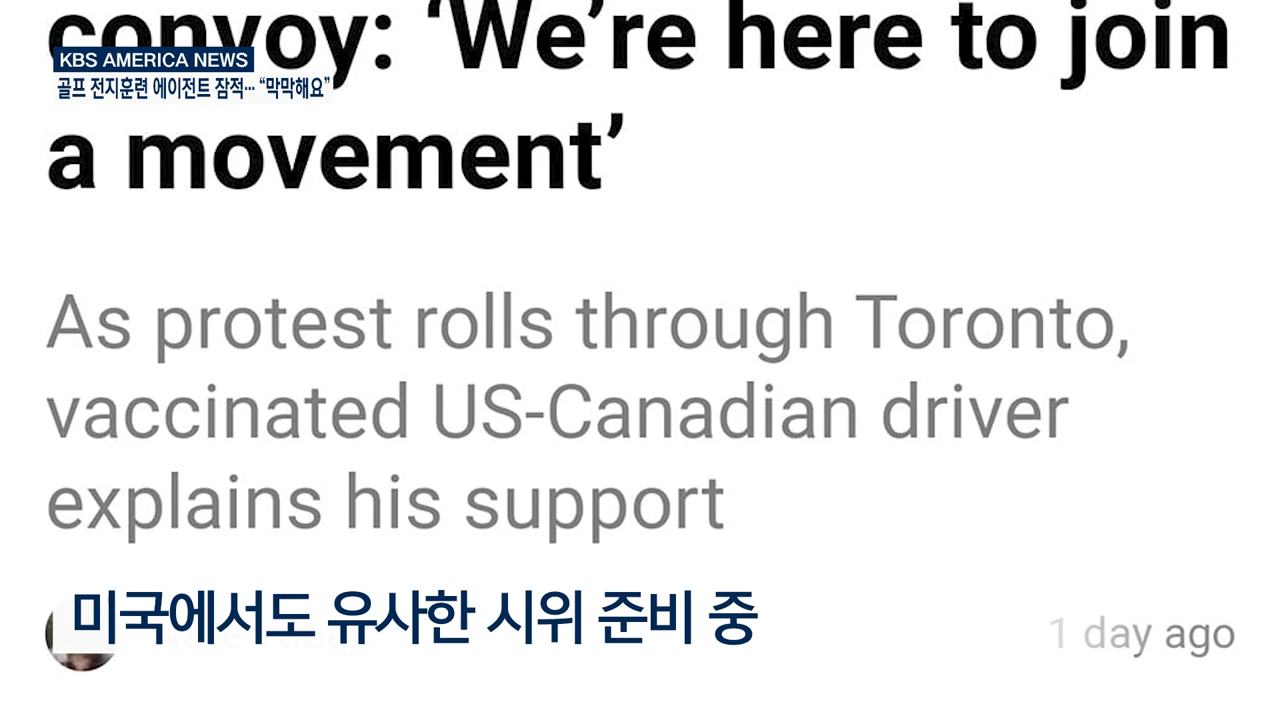 convoy: ‘We’re here to join
KBS AMERICA NEWS
골프 전지훈련 에이전트 잠적… “막막해요”
a movement’
As protest rolls through Toronto,
vaccinated US-Canadian driver
explains his support
미국에서도 유사한 시위 준비 중
1 day ago